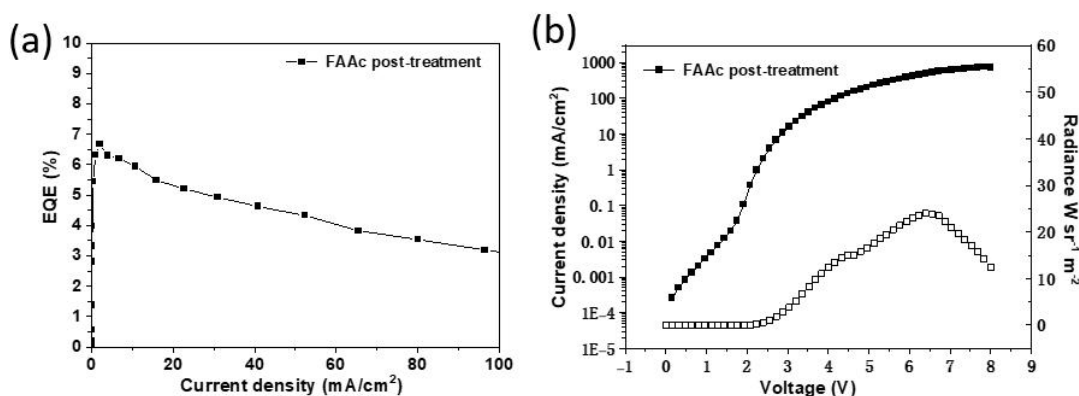 (a)
10
9
8
7
6
5
4
3
2
1
0
EQE (%)
FAAc post-treatment
0 20 40 60 80 100
Current density (mA/cm²)
(b)
1000
100
10
1
0.1
0.01
0.001
1E-4
1E-5
Current density (mA/cm²)
FAAc post-treatment
60
50
40
30
20
10
0
Radiance W sr⁻¹ m⁻²
−1 0 1 2 3 4 5 6 7 8 9
Voltage (V)